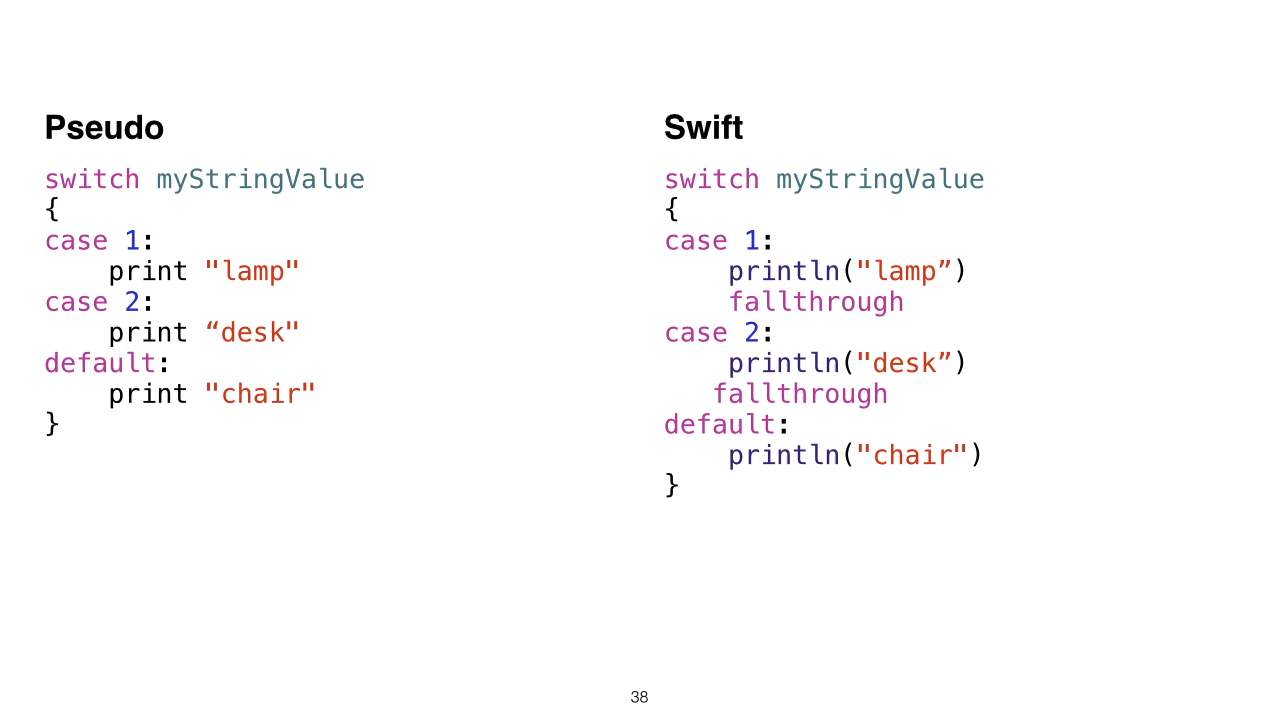 Pseudo
switch myStringValue
{
case 1:
    print "lamp"
case 2:
    print “desk"
default:
    print "chair"
}
Swift
switch myStringValue
{
case 1:
    println("lamp”)
    fallthrough
case 2:
    println("desk”)
   fallthrough
default:
    println("chair")
}
38